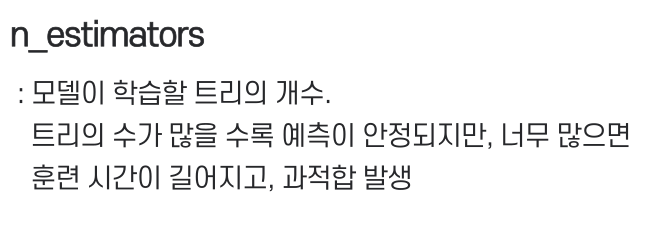 n_estimators
: 모델이 학습할 트리의 개수.
트리의 수가 많을 수록 예측이 안정되지만, 너무 많으면
훈련 시간이 길어지고, 과적합 발생